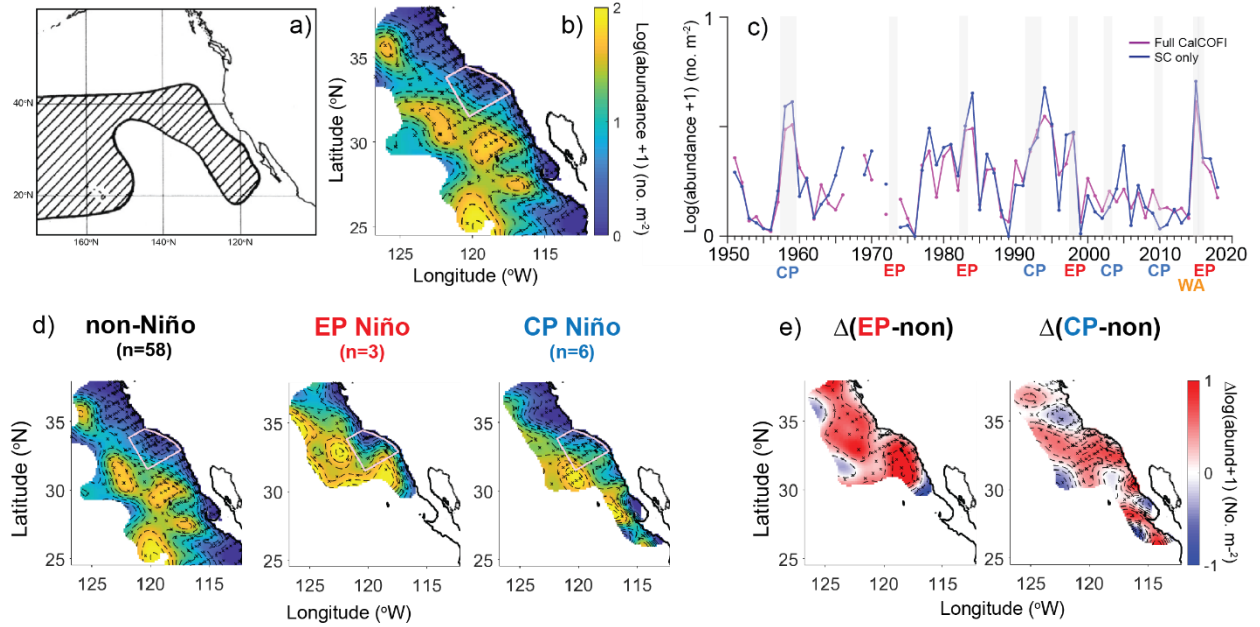 a)
40°N
20°N
160°N
140°N
120°N
40°N
20°N
b)
Latitude (°N)
35
30
25
125
120
115
Longitude (°W)
2
1
0
Log(abundance +1) (no. m-2)
c)
Log(abundance +1) (no. m-2)
1
0
Full CalCOFI
SC only
1950
1960
1970
1980
1990
2000
2010
2020
CP
EP
EP
CP
EP
CP
CP
EP
WA
d)
non-Niño
(n=58)
EP Niño
(n=3)
CP Niño
(n=6)
Latitude (°N)
35
30
25
125
120
115
125
120
115
125
120
115
Longitude (°W)
e)
Δ(EP-non)
Δ(CP-non)
Latitude (°N)
35
30
25
125
120
115
125
120
115
Longitude (°W)
1
0
-1
Δlog(abund+1) (No. m-2)